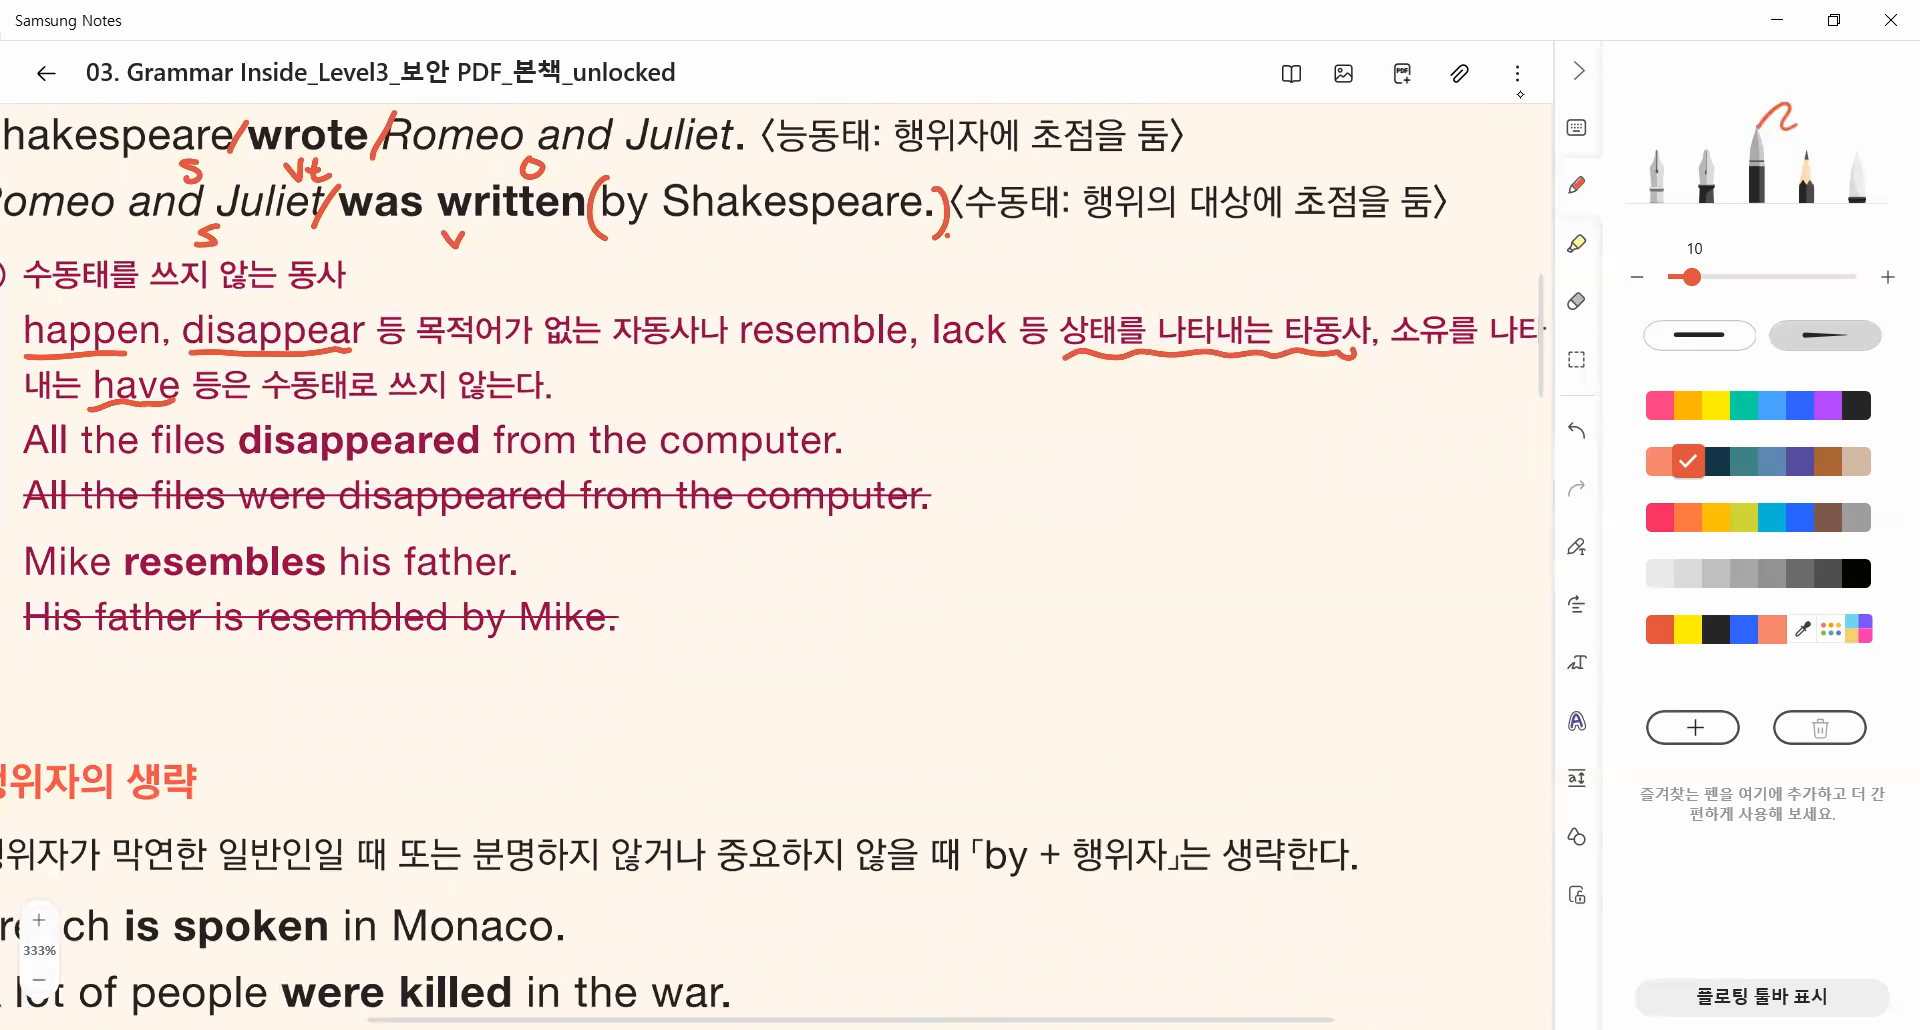 Samsung Notes
03. Grammar Inside_Level3_보안 PDF_본책_unlocked
hakespeare/wrote/Romeo and Juliet. 〈능동태: 행위자에 초점을 둠〉
S Vt O
omeo and Juliet/was written(by Shakespeare.)〈수동태: 행위의 대상에 초점을 둠〉
S V
수동태를 쓰지 않는 동사
happen, disappear 등 목적어가 없는 자동사나 resemble, lack 등 상태를 나타내는 타동사, 소유를 나타
내는 have 등은 수동태로 쓰지 않는다.
All the files disappeared from the computer.
All the files were disappeared from the computer.
Mike resembles his father.
His father is resembled by Mike.
행위자의 생략
행위자가 막연한 일반인일 때 또는 분명하지 않거나 중요하지 않을 때 「by + 행위자」는 생략한다.
ch is spoken in Monaco.
lot of people were killed in the war.
333%
10
PDF
즐겨찾는 펜을 여기에 추가하고 더 간
편하게 사용해 보세요.
플로팅 툴바 표시